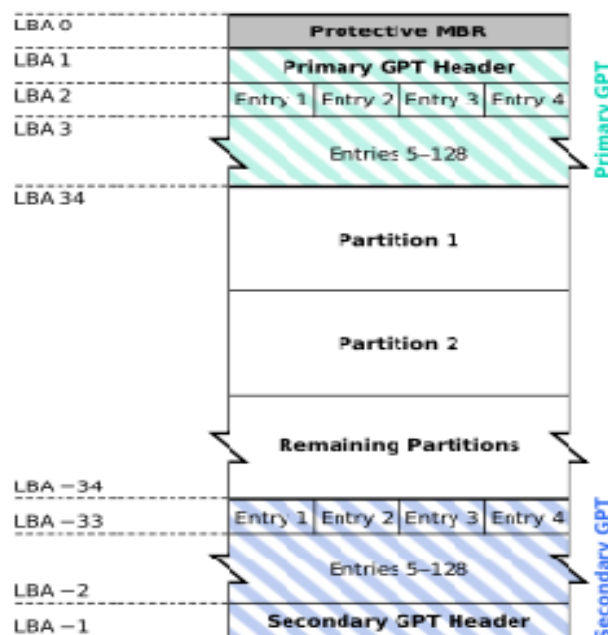 LBA 0
Protective MBR
LBA 1
Primary GPT Header
LBA 2
Entry 1 Entry 2 Entry 3 Entry 4
LBA 3
Entries 5–128
Primary GPT
LBA 34
Partition 1
Partition 2
Remaining Partitions
LBA −34
LBA −33
Entry 1 Entry 2 Entry 3 Entry 4
Entries 5–128
LBA −2
LBA −1
Secondary GPT Header
Secondary GPT